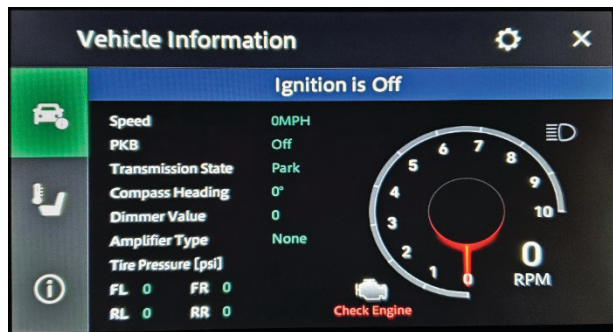 Vehicle Information
Ignition is Off
Speed 0MPH
PKB Off
Transmission State Park
Compass Heading 0°
Dimmer Value 0
Amplifier Type None
Tire Pressure [psi]
FL 0 FR 0
RL 0 RR 0
0 1 2 3 4 5 6 7 8 9 10
0
RPM
Check Engine